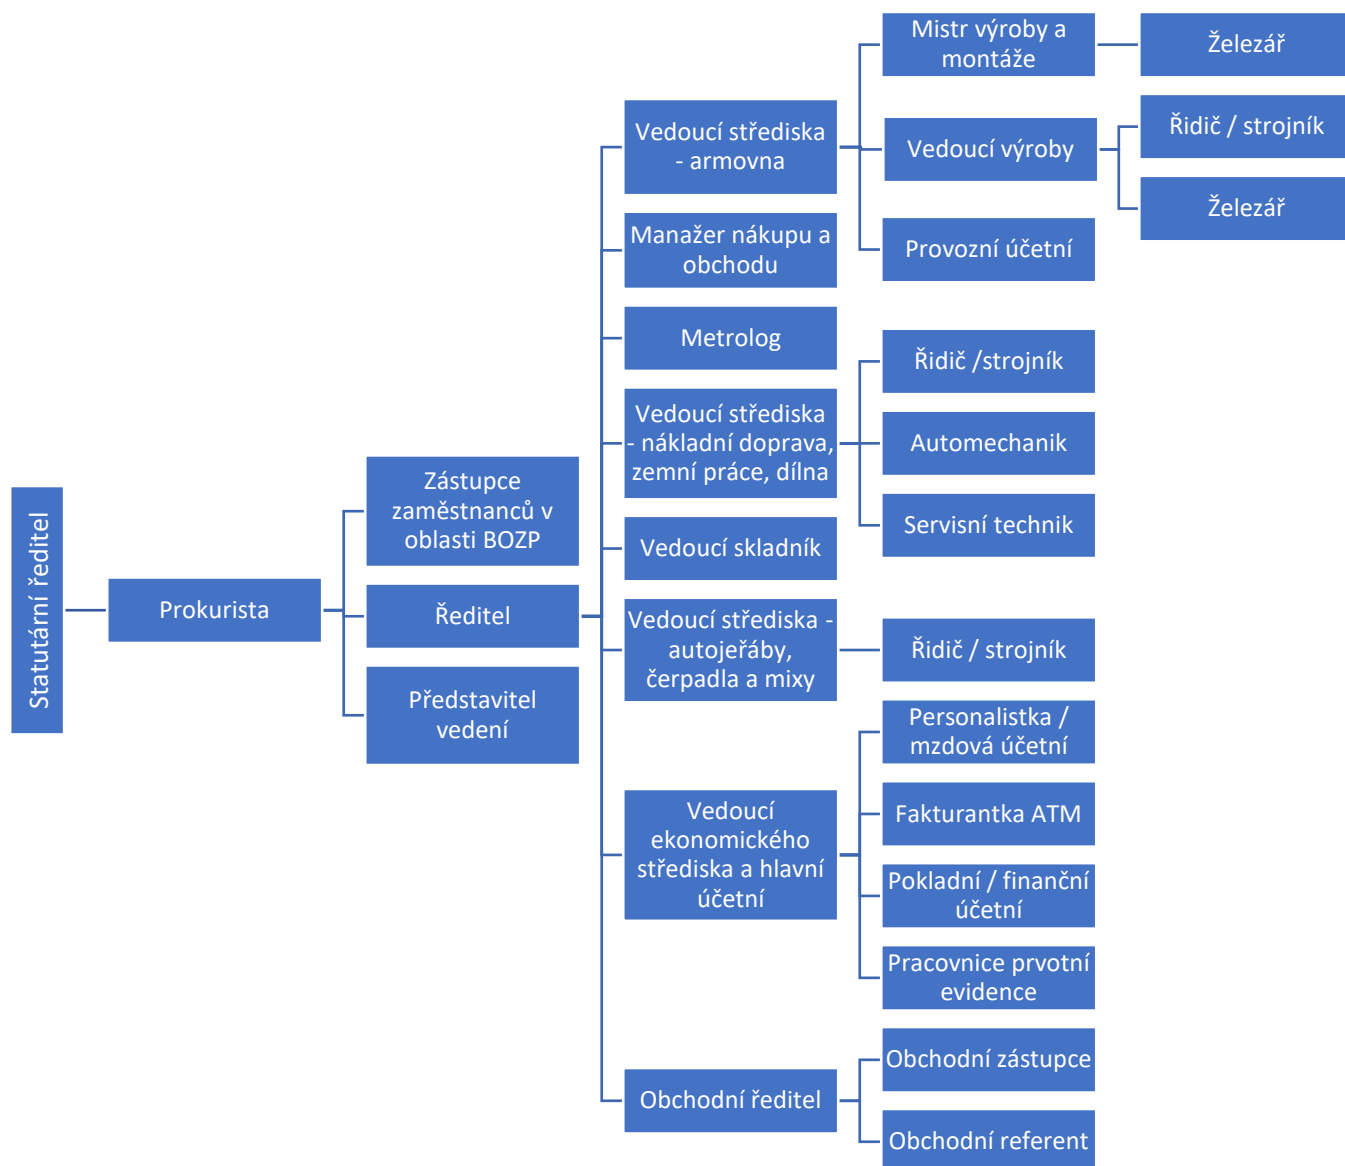 Statutární ředitel
Prokurista
Zástupce
zaměstnanců v
oblasti BOZP
Ředitel
Představitel
vedení
Vedoucí střediska
- armovna
Mistr výroby a
montáže
Železář
Vedoucí výroby
Řidič / strojník
Železář
Provozní účetní
Manažer nákupu a
obchodu
Metrolog
Vedoucí střediska
- nákladní doprava,
zemní práce, dílna
Řidič /strojník
Automechanik
Servisní technik
Vedoucí skladník
Vedoucí střediska -
autojeřáby,
čerpadla a mixy
Řidič / strojník
Vedoucí
ekonomického
střediska a hlavní
účetní
Personalistka /
mzdová účetní
Fakturantka ATM
Pokladní / finanční
účetní
Pracovnice prvotní
evidence
Obchodní ředitel
Obchodní zástupce
Obchodní referent